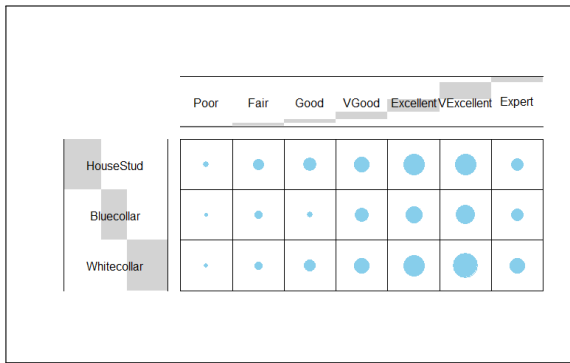 Poor Fair Good VGood Excellent VExcellent Expert
HouseStud
Bluecollar
Whitecollar